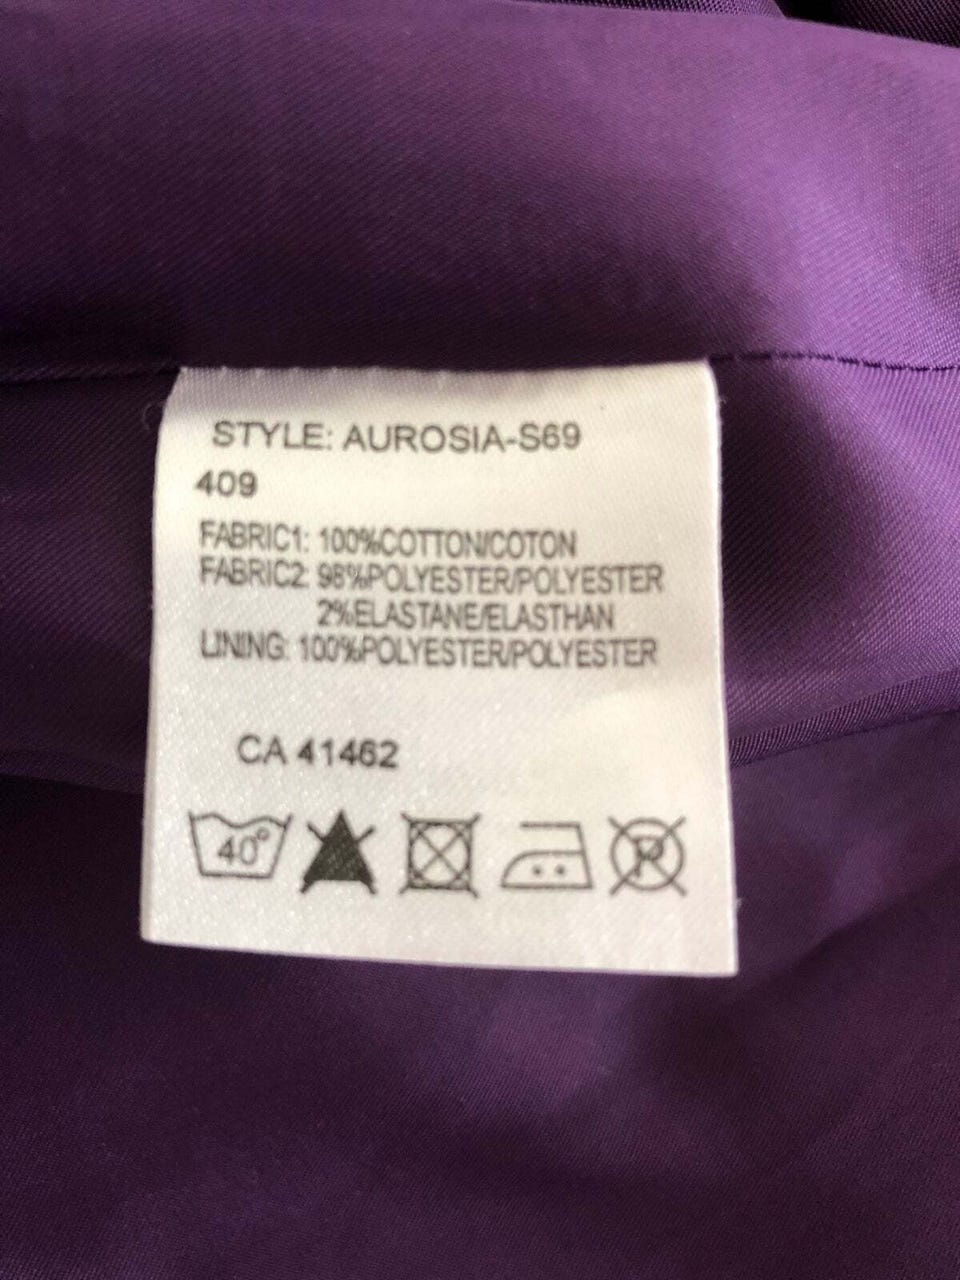 STYLE: AUROSIA-S69
409
FABRIC1: 100%COTTON/COTON
FABRIC2: 98%POLYESTER/POLYESTER
2%ELASTANE/ELASTHAN
LINING: 100%POLYESTER/POLYESTER
CA 41462
40° P